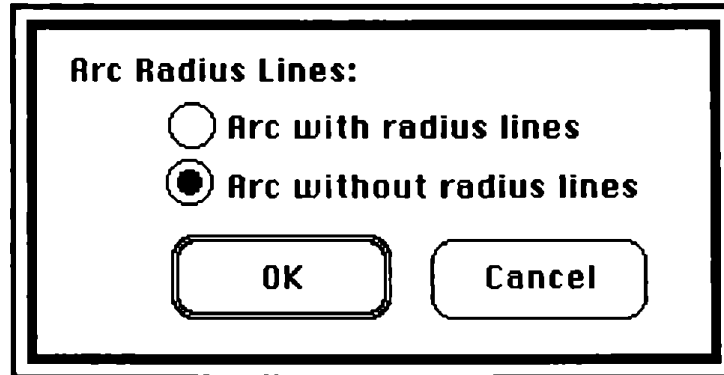 Arc Radius Lines:
Arc with radius lines
Arc without radius lines
OK
Cancel